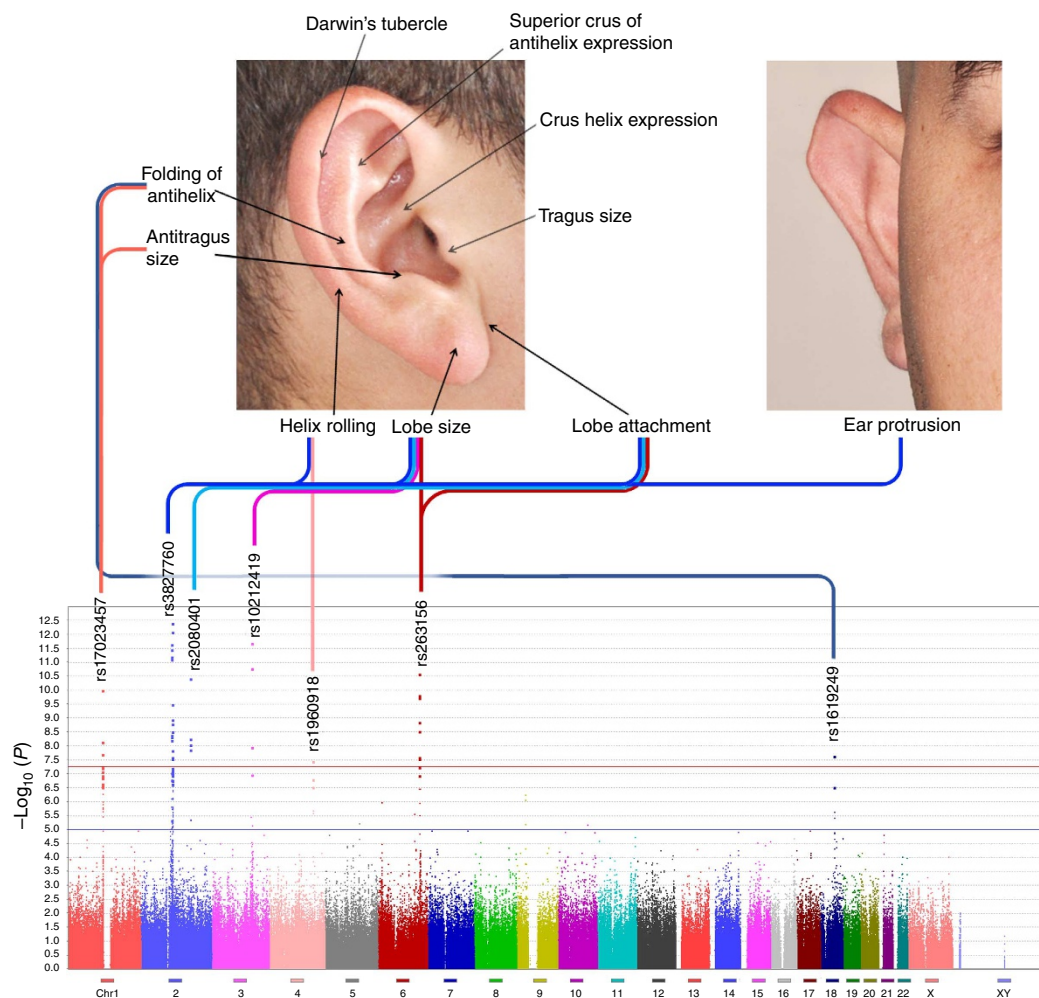 Darwin's tubercle
Superior crus of
antihelix expression
Crus helix expression
Folding of
antihelix
Tragus size
Antitragus
size
Helix rolling
Lobe size
Lobe attachment
Ear protrusion
rs17023457
rs3827760
rs2080401
rs10212419
rs1960918
rs263156
rs1619249
–Log10 (P)
12.5
12.0
11.5
11.0
10.5
10.0
9.5
9.0
8.5
8.0
7.5
7.0
6.5
6.0
5.5
5.0
4.5
4.0
3.5
3.0
2.5
2.0
1.5
1.0
0.5
0.0
Chr1 2 3 4 5 6 7 8 9 10 11 12 13 14 15 16 17 18 19 20 21 22 X XY